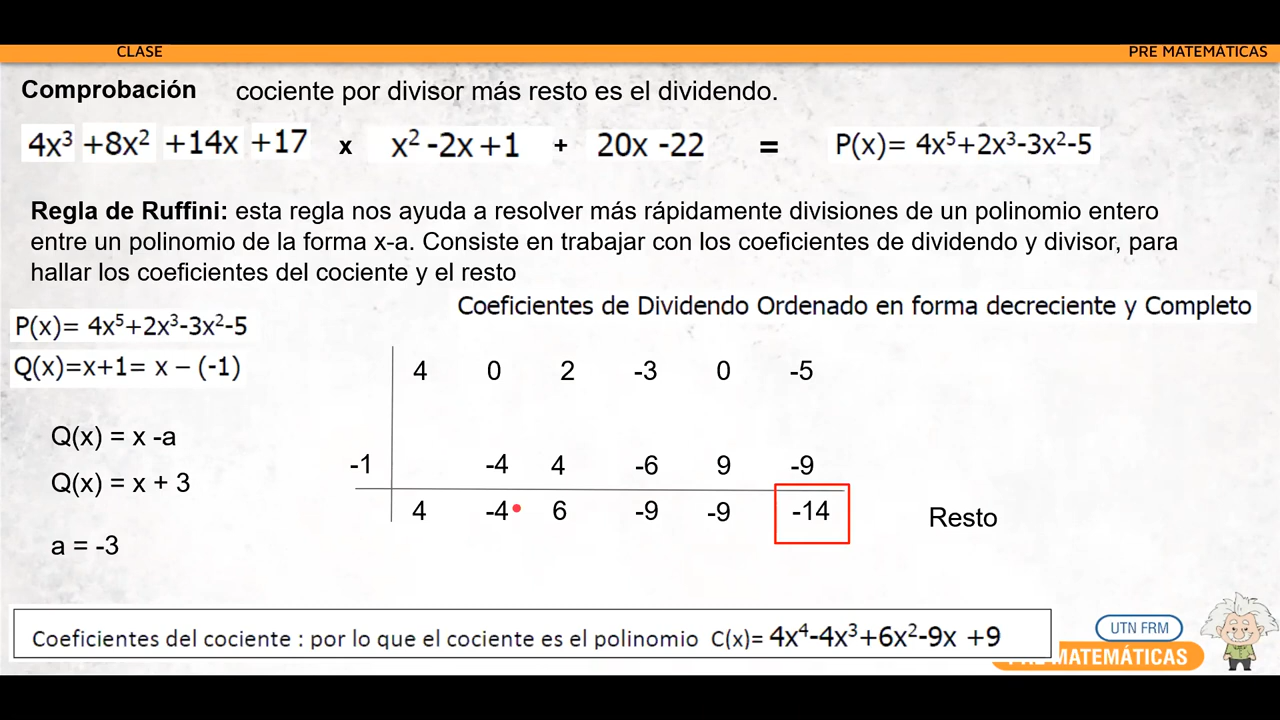 CLASE PRE MATEMÁTICAS
Comprobación cociente por divisor más resto es el dividendo.
4x³ +8x² +14x +17 x x² -2x +1 + 20x -22 = P(x)= 4x⁵+2x³-3x²-5
Regla de Ruffini: esta regla nos ayuda a resolver más rápidamente divisiones de un polinomio entero
entre un polinomio de la forma x-a. Consiste en trabajar con los coeficientes de dividendo y divisor, para
hallar los coeficientes del cociente y el resto
Coeficientes de Dividendo Ordenado en forma decreciente y Completo
P(x)= 4x⁵+2x³-3x²-5
Q(x)=x+1= x – (-1)
4 0 2 -3 0 -5
Q(x) = x -a
-1 -4 4 -6 9 -9
Q(x) = x + 3
4 -4 6 -9 -9 -14 Resto
a = -3
Coeficientes del cociente : por lo que el cociente es el polinomio C(x)= 4x⁴-4x³+6x²-9x +9
UTN FRM
PRE MATEMÁTICAS